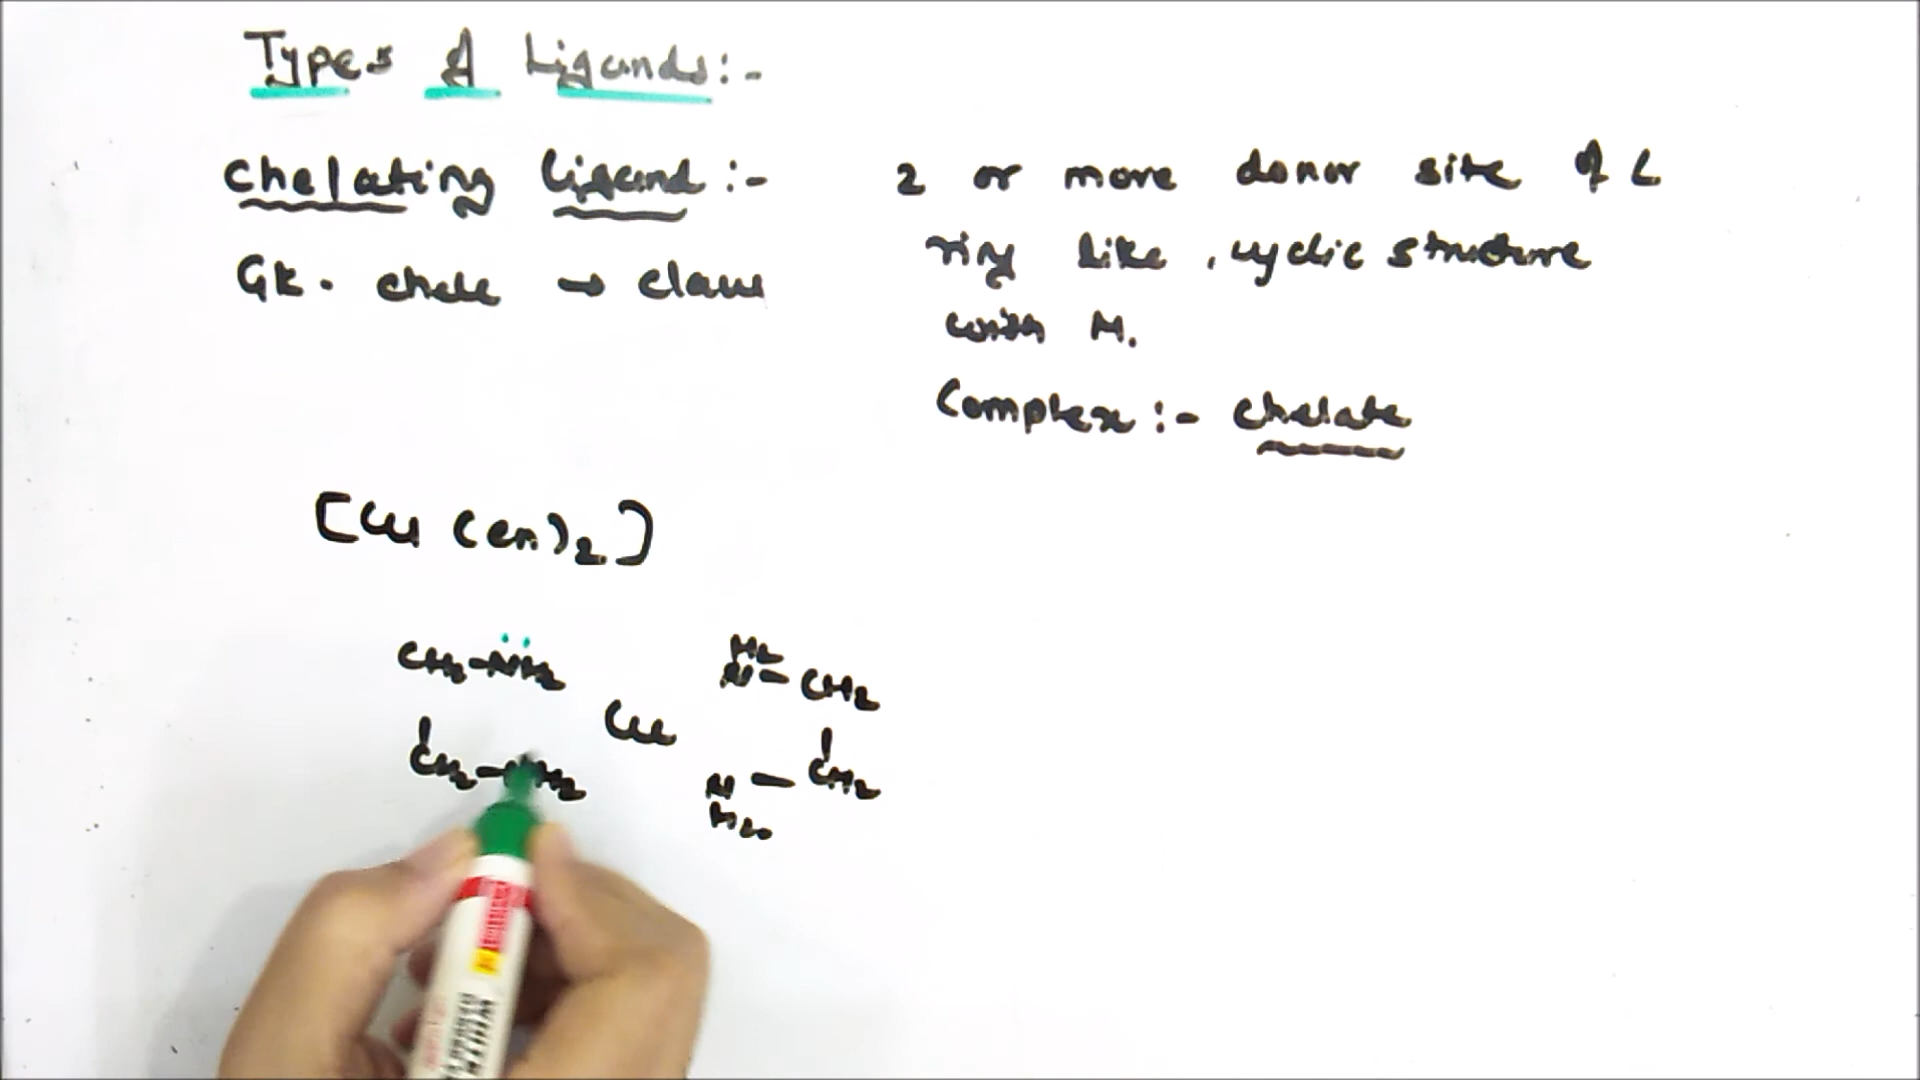 Types of Ligands:-
Chelating Ligand :-
Gk. chele → claw
2 or more donor site of L
ring like, cyclic structure
with M.
Complex:- chelate
[Cu (en)2]
CH2-NH2
H2
N-CH2
Cu
CH2-NH2
N-CH2
H2